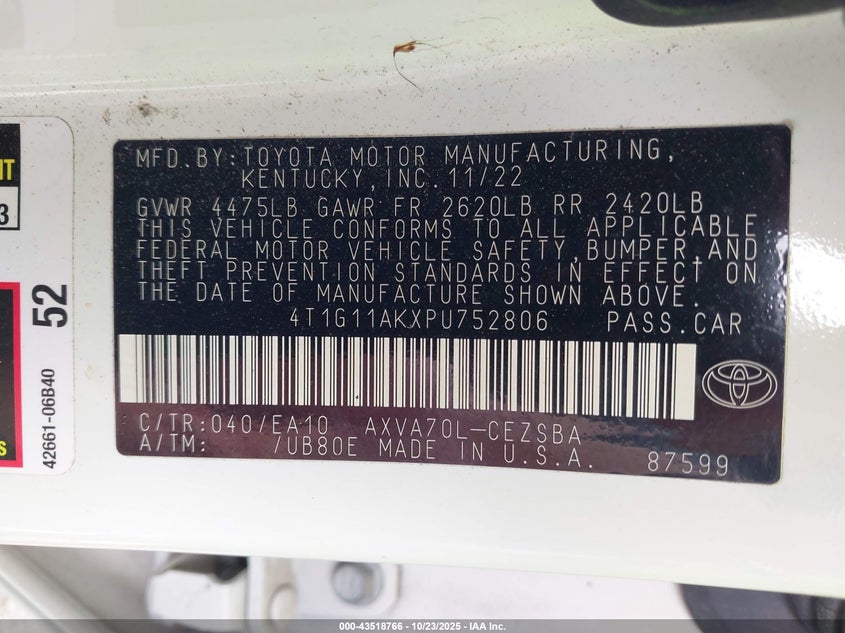 MFD. BY: TOYOTA MOTOR MANUFACTURING,
KENTUCKY, INC. 11/22
GVWR 4475LB GAWR FR 2620LB RR 2420LB
THIS VEHICLE CONFORMS TO ALL APPLICABLE
FEDERAL MOTOR VEHICLE SAFETY, BUMPER, AND
THEFT PREVENTION STANDARDS IN EFFECT ON
THE DATE OF MANUFACTURE SHOWN ABOVE.
4T1G11AKXPU752806 PASS. CAR
C/TR: 040/EA10 AXVA70L-CEZSBA
A/TM: /UB80E MADE IN U.S.A. 87599
52
42661-06B40
000-43518766 - 10/23/2025 - IAA Inc.